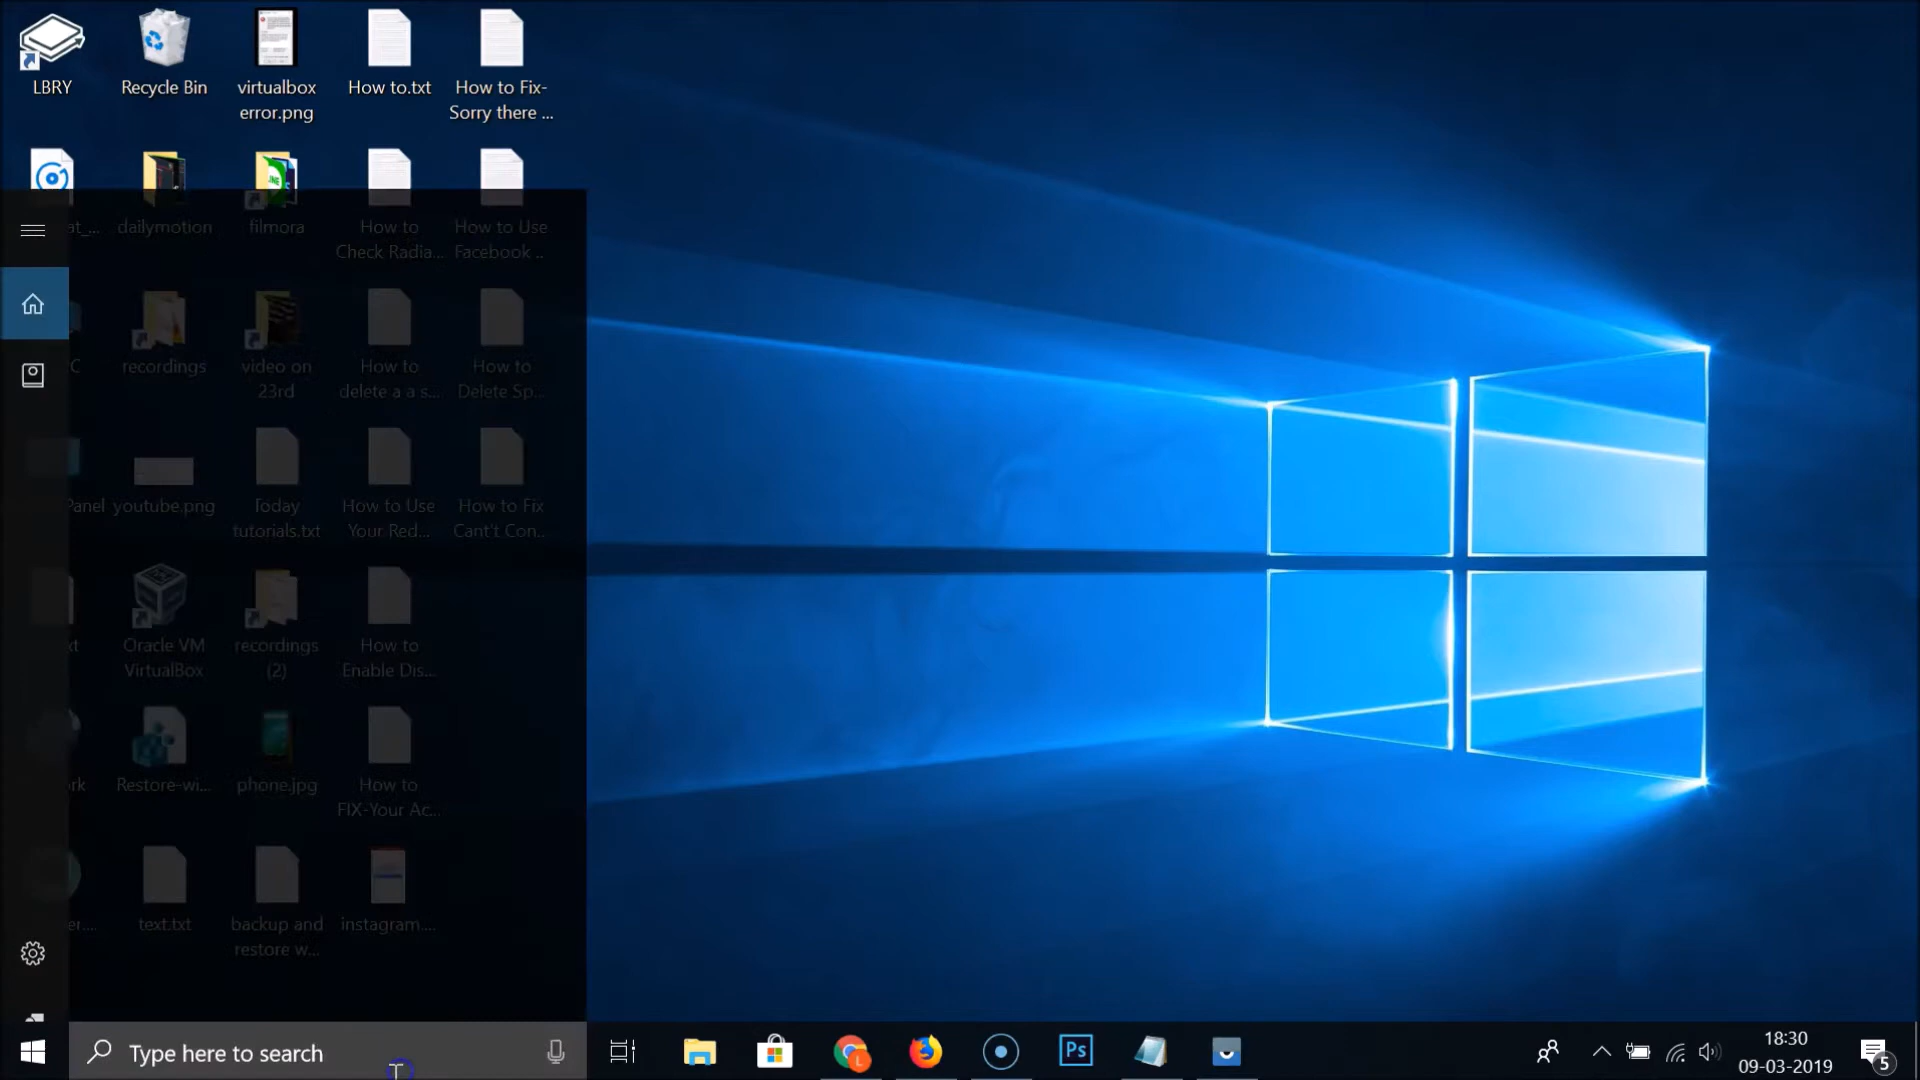 LBRY
Recycle Bin
virtualbox
error.png
How to.txt
How to Fix-
Sorry there ...
at_...
dailymotion
filmora
How to
Check Radia...
How to Use
Facebook ..
C
recordings
video on
23rd
How to
delete a a s...
How to
Delete Sp...
Panel
youtube.png
Today
tutorials.txt
How to Use
Your Red...
How to Fix
Cant't Con...
xt
Oracle VM
VirtualBox
recordings
(2)
How to
Enable Dis...
rk
Restore-wi...
phone.jpg
How to
FIX-Your Ac...
er....
text.txt
backup and
restore w...
instagram....
Type here to search
Ps
L
18:30
09-03-2019
5